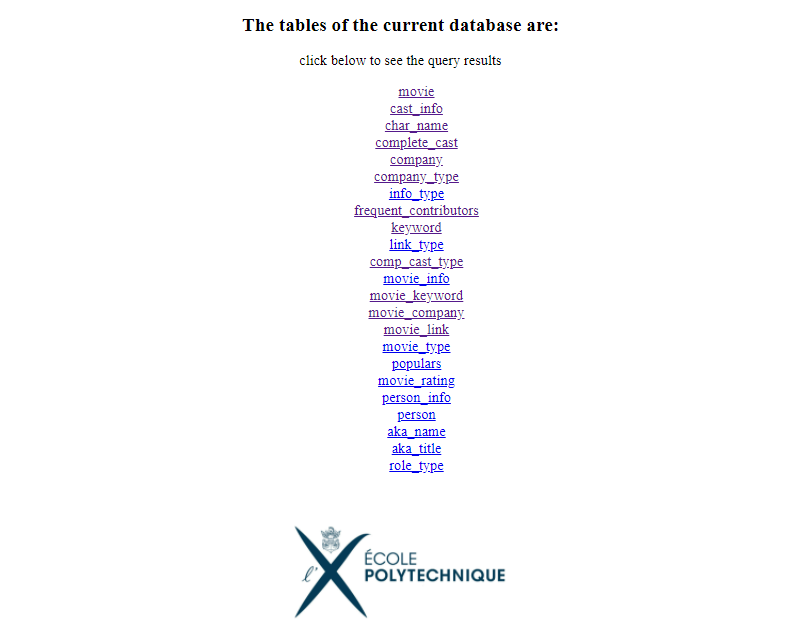 The tables of the current database are:
click below to see the query results
movie
cast_info
char_name
complete_cast
company
company_type
info_type
frequent_contributors
keyword
link_type
comp_cast_type
movie_info
movie_keyword
movie_company
movie_link
movie_type
populars
movie_rating
person_info
person
aka_name
aka_title
role_type
l'X
ÉCOLE
POLYTECHNIQUE